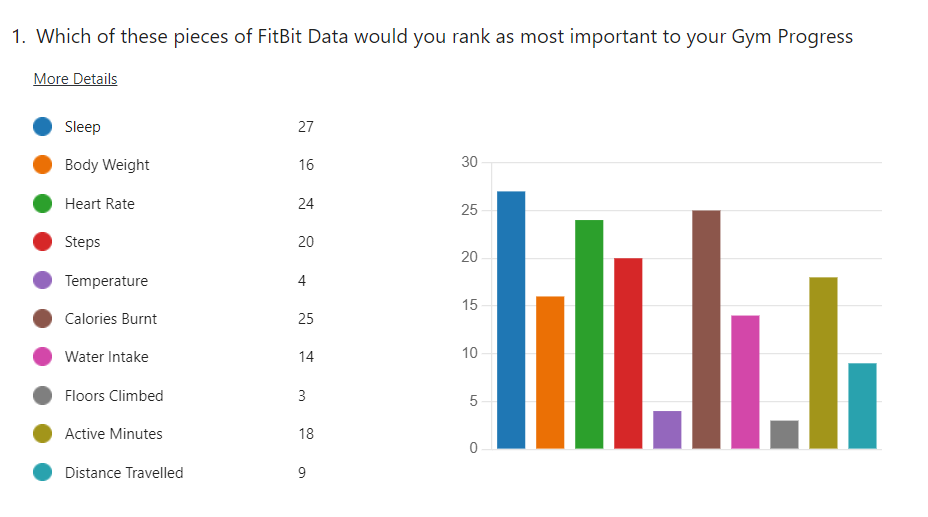 1. Which of these pieces of FitBit Data would you rank as most important to your Gym Progress
More Details
Sleep 27
Body Weight 16
Heart Rate 24
Steps 20
Temperature 4
Calories Burnt 25
Water Intake 14
Floors Climbed 3
Active Minutes 18
Distance Travelled 9
30
25
20
15
10
5
0